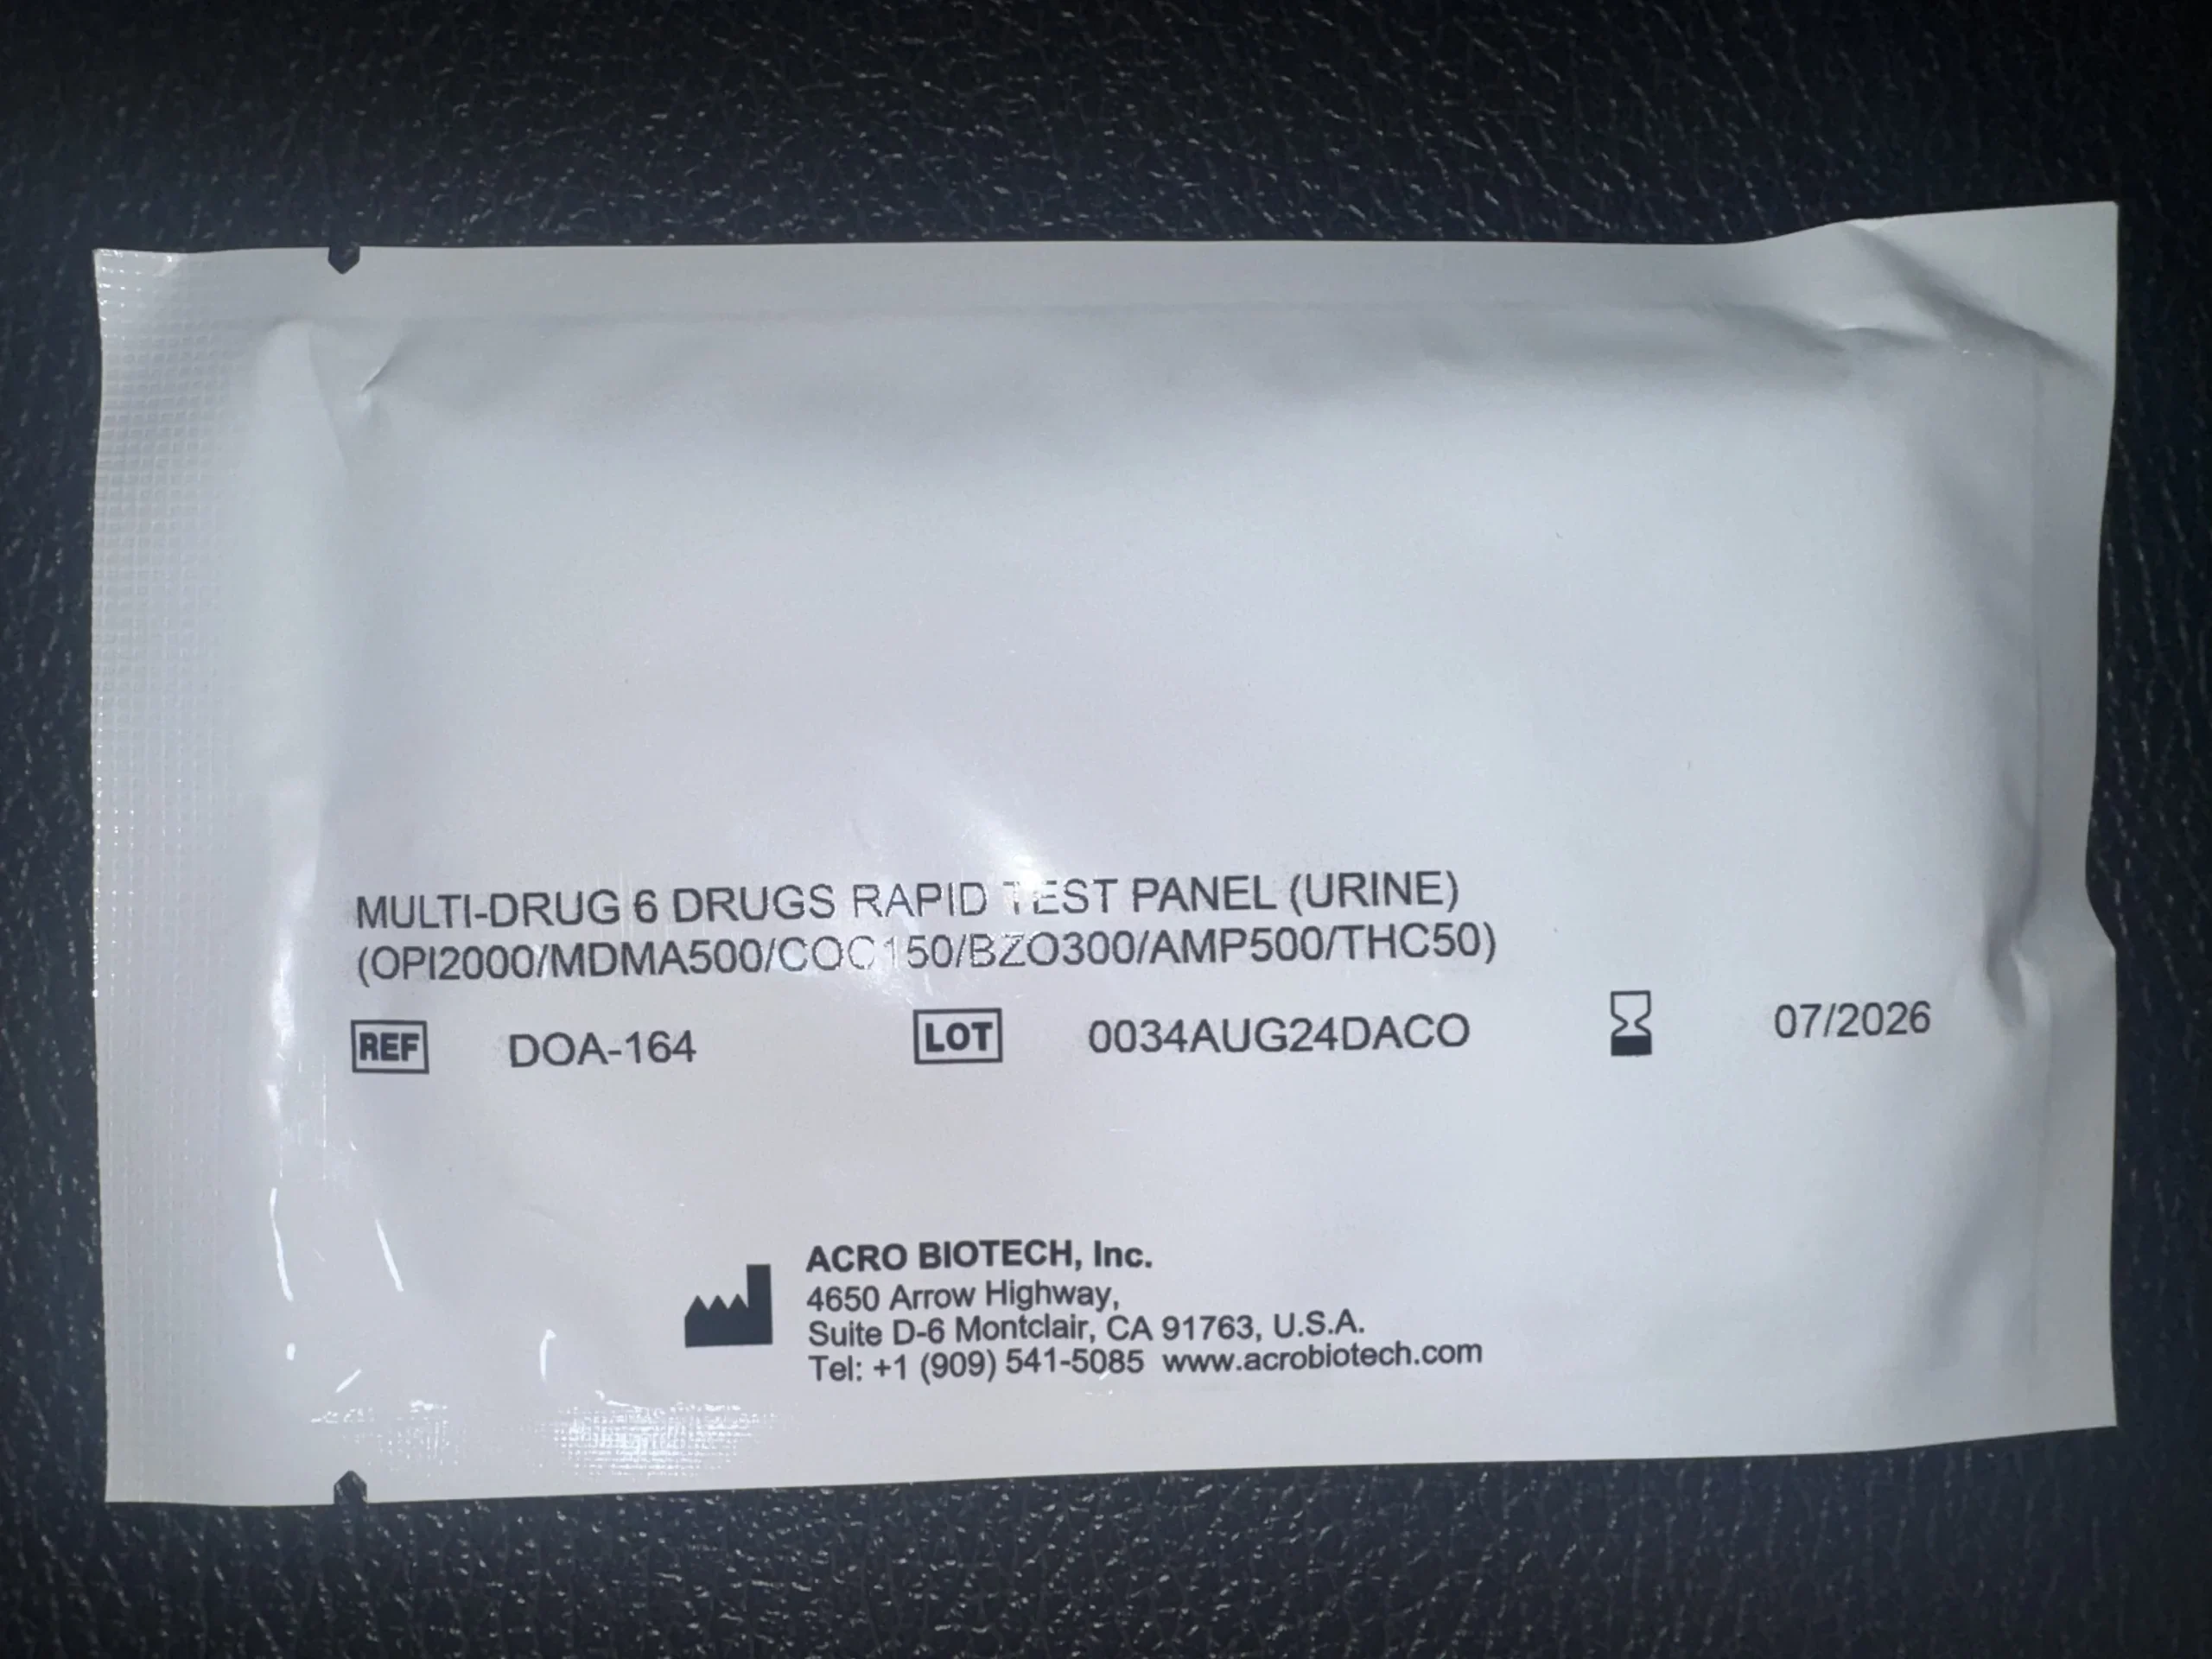 MULTI-DRUG 6 DRUGS RAPID TEST PANEL (URINE)
(OPI2000/MDMA500/COC150/BZO300/AMP500/THC50)
REF DOA-164 LOT 0034AUG24DACO 07/2026
ACRO BIOTECH, Inc.
4650 Arrow Highway,
Suite D-6 Montclair, CA 91763, U.S.A.
Tel: +1 (909) 541-5085 www.acrobiotech.com